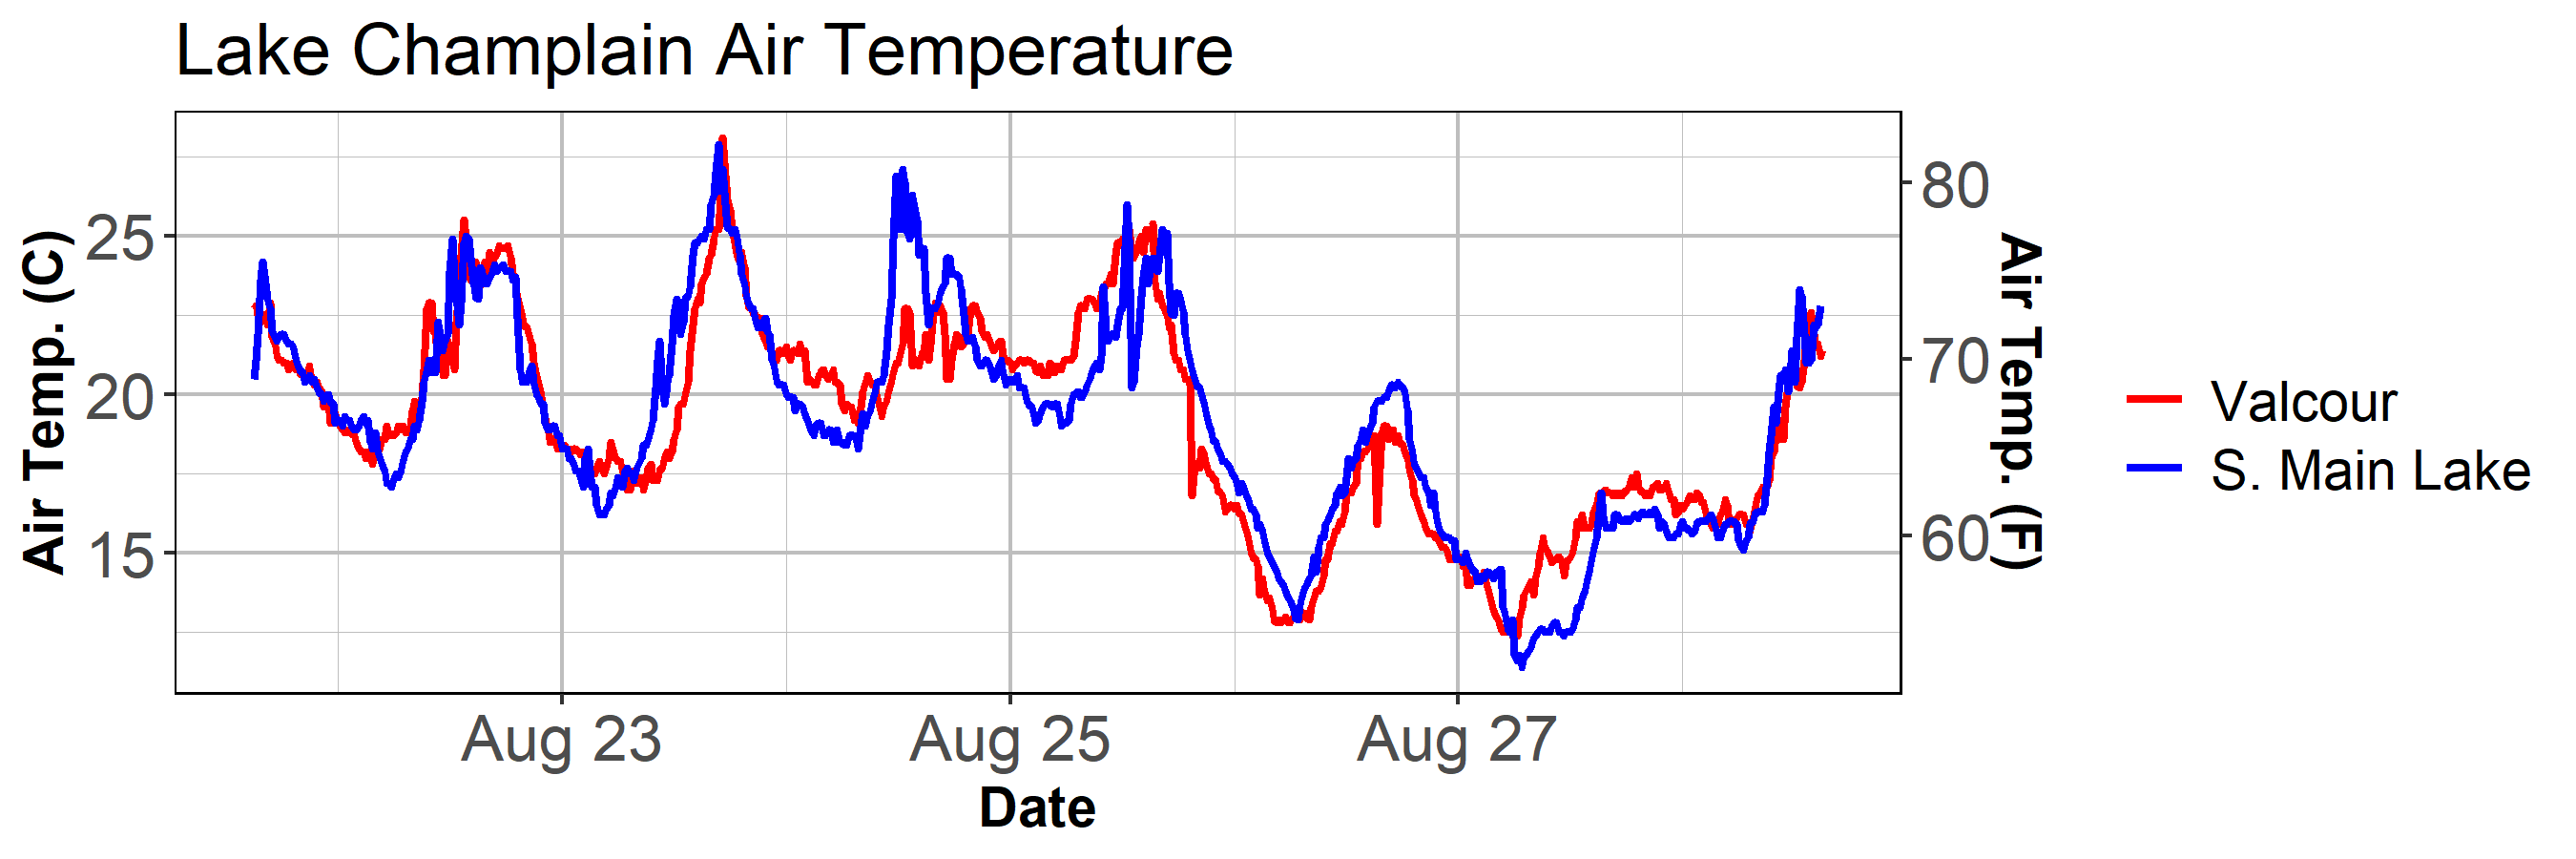 Lake Champlain Air Temperature
Air Temp. (C)
25
20
15
80
70
60
Air Temp. (F)
Aug 23
Aug 25
Aug 27
Date
Valcour
S. Main Lake